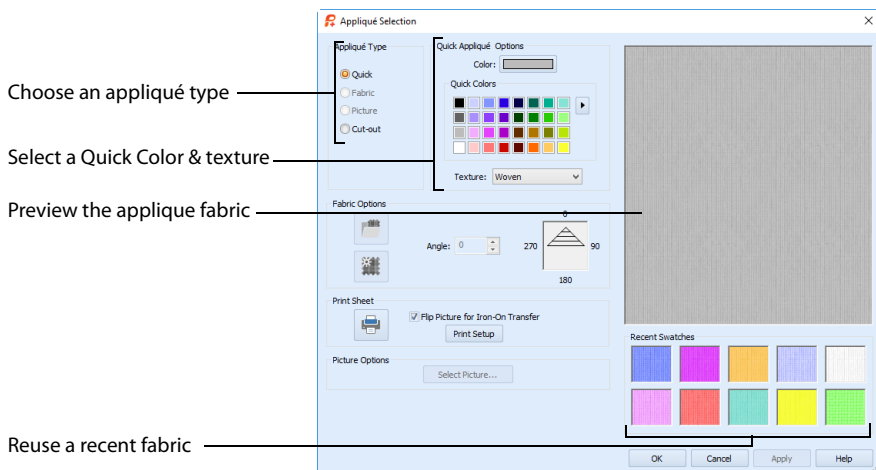 Appliqué Selection
Appliqué Type
Quick
Fabric
Picture
Cut-out
Quick Appliqué Options
Color:
Quick Colors
Texture: Woven
Choose an appliqué type
Select a Quick Color & texture
Preview the applique fabric
Fabric Options
Angle: 0
0
270
90
180
Print Sheet
Flip Picture for Iron-On Transfer
Print Setup
Picture Options
Select Picture...
Recent Swatches
Reuse a recent fabric
OK
Cancel
Apply
Help